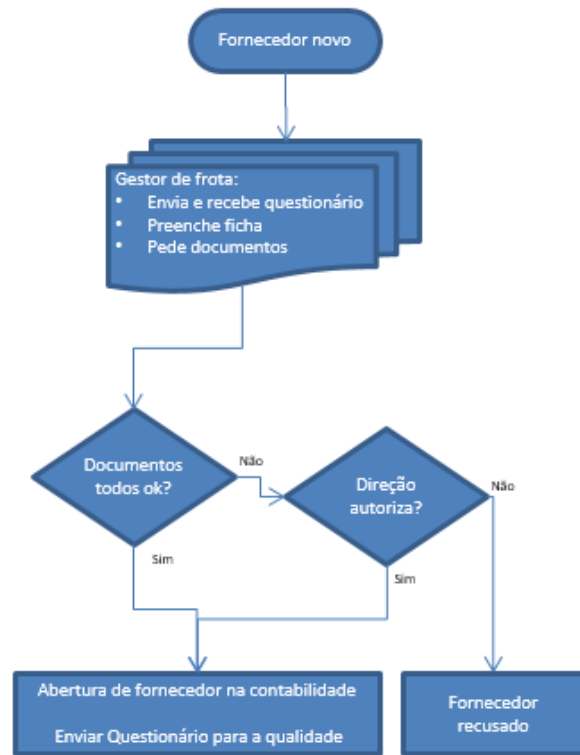 Fornecedor novo
Gestor de frota:
• Envia e recebe questionário
• Preenche ficha
• Pede documentos
Documentos
todos ok?
Não
Direção
autoriza?
Não
Sim
Sim
Abertura de fornecedor na contabilidade
Enviar Questionário para a qualidade
Fornecedor
recusado